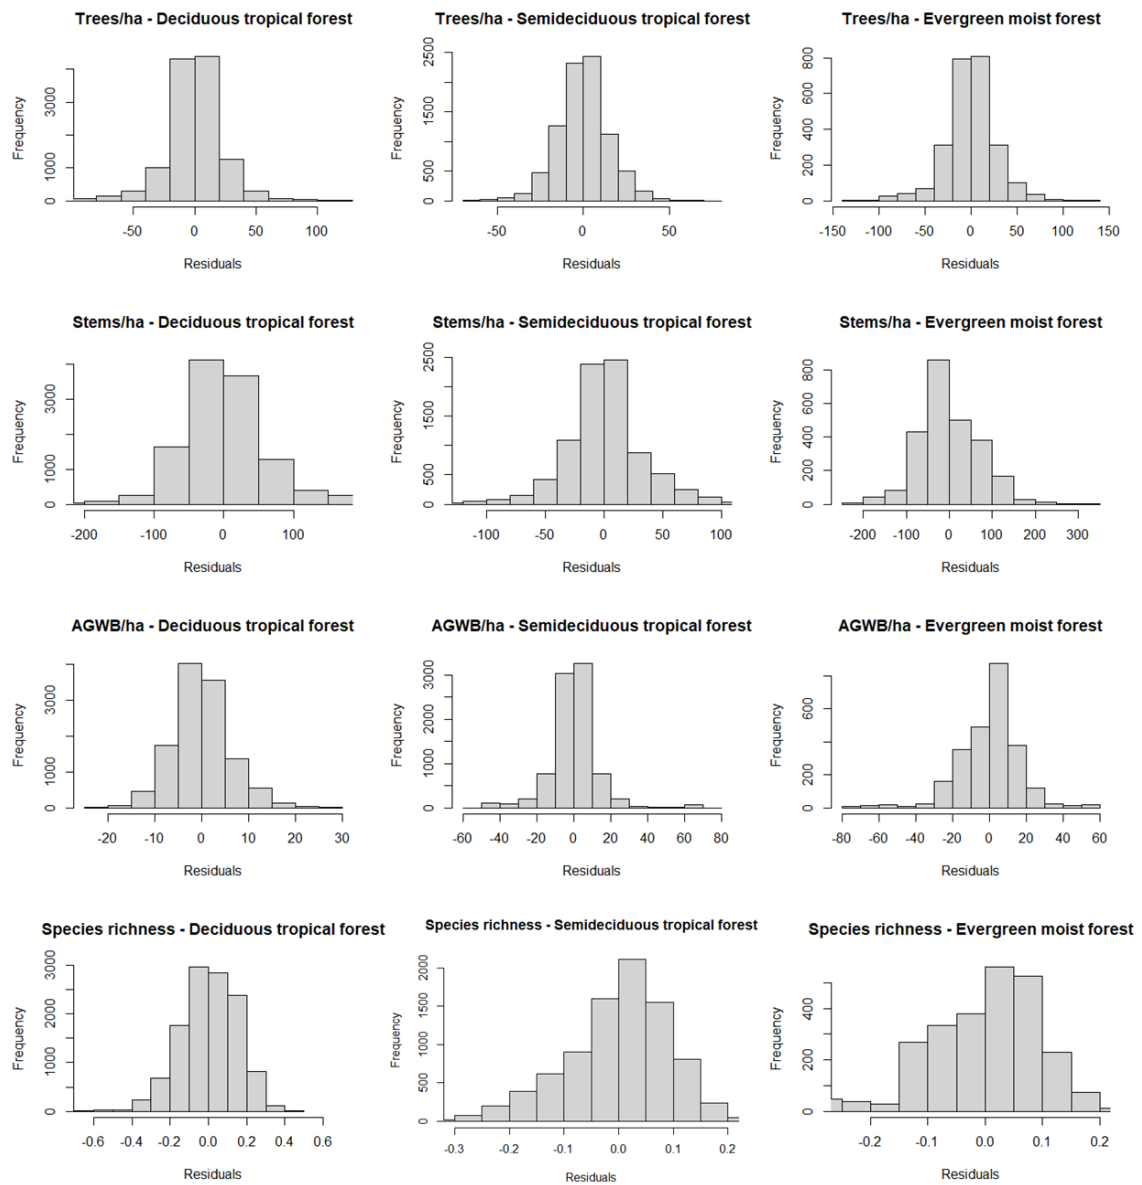 Trees/ha - Deciduous tropical forest
Frequency
0 1000 3000
-50 0 50 100
Residuals
Trees/ha - Semideciduous tropical forest
Frequency
0 500 1500 2500
-50 0 50
Residuals
Trees/ha - Evergreen moist forest
Frequency
0 200 400 600 800
-150 -100 -50 0 50 100 150
Residuals
Stems/ha - Deciduous tropical forest
Frequency
0 1000 3000
-200 -100 0 100
Residuals
Stems/ha - Semideciduous tropical forest
Frequency
0 500 1500 2500
-100 -50 0 50 100
Residuals
Stems/ha - Evergreen moist forest
Frequency
0 200 400 600 800
-200 -100 0 100 200 300
Residuals
AGWB/ha - Deciduous tropical forest
Frequency
0 1000 3000
-20 -10 0 10 20 30
Residuals
AGWB/ha - Semideciduous tropical forest
Frequency
0 1000 2000 3000
-60 -40 -20 0 20 40 60 80
Residuals
AGWB/ha - Evergreen moist forest
Frequency
0 200 600
-80 -60 -40 -20 0 20 40 60
Residuals
Species richness - Deciduous tropical forest
Frequency
0 1000 2000 3000
-0.6 -0.4 -0.2 0.0 0.2 0.4 0.6
Residuals
Species richness - Semideciduous tropical forest
Frequency
0 500 1000 1500 2000
-0.3 -0.2 -0.1 0.0 0.1 0.2
Residuals
Species richness - Evergreen moist forest
Frequency
0 200 400
-0.2 -0.1 0.0 0.1 0.2
Residuals